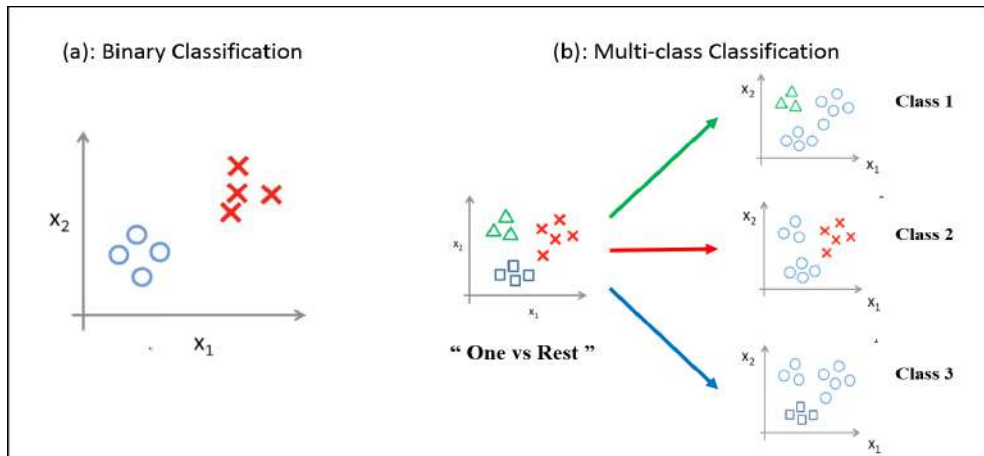 (a): Binary Classification
(b): Multi-class Classification
x2
x1
x2
x1
“ One vs Rest ”
x2
x1
Class 1
x2
x1
Class 2
x2
x1
Class 3